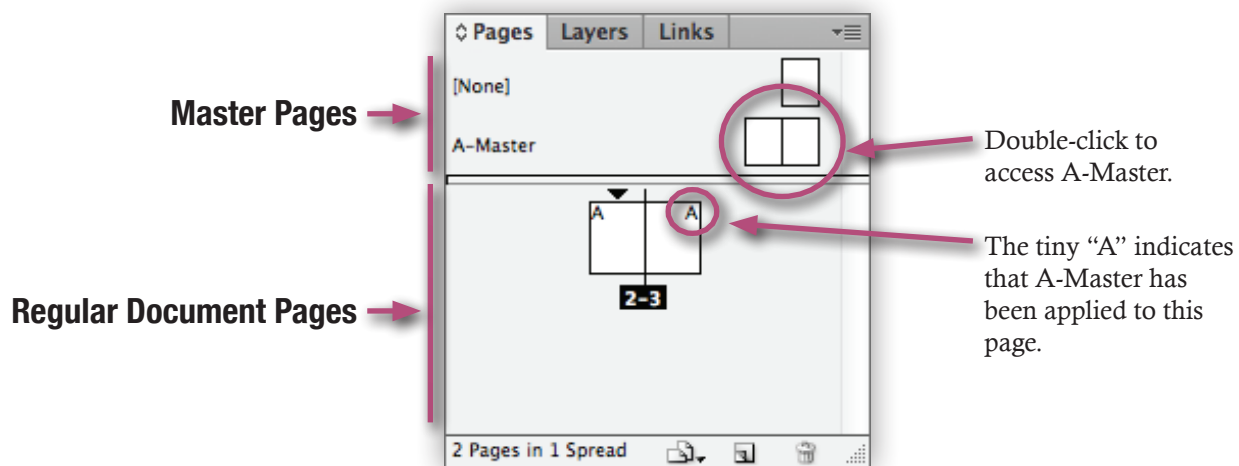 Pages Layers Links
[None]
Master Pages
A-Master
Double-click to
access A-Master.
A A
The tiny “A” indicates
that A-Master has
been applied to this
page.
2-3
Regular Document Pages
2 Pages in 1 Spread